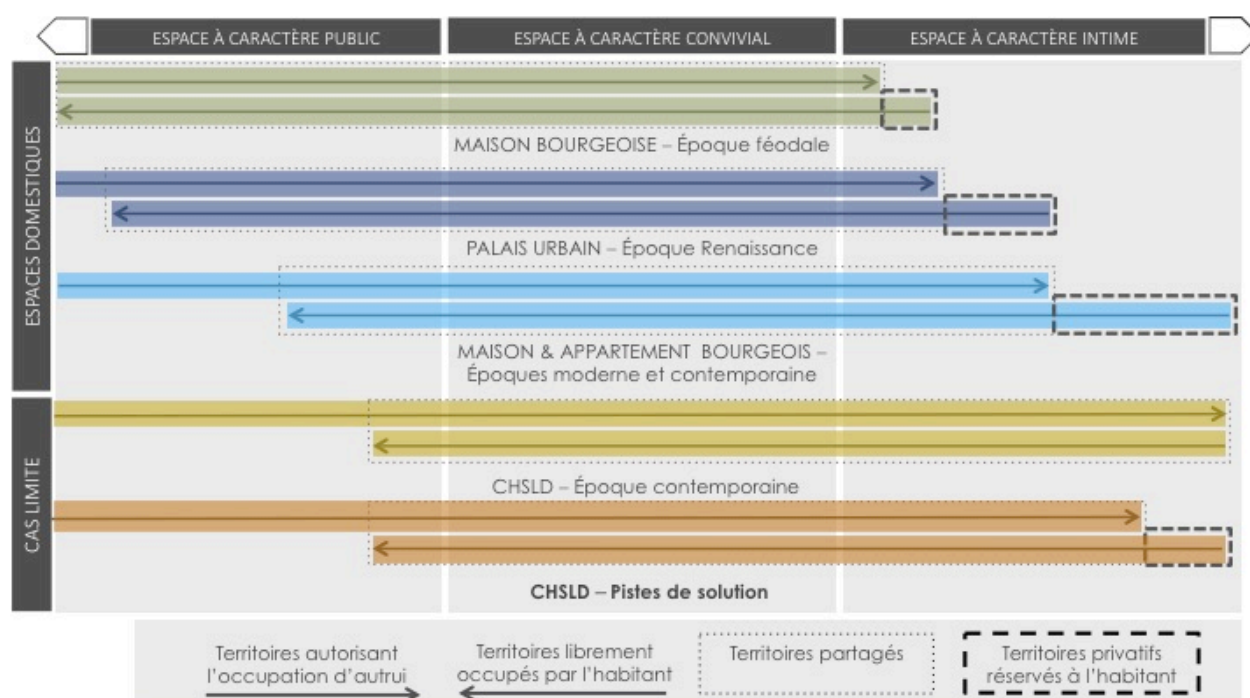 ESPACE À CARACTÈRE PUBLIC
ESPACE À CARACTÈRE CONVIVIAL
ESPACE À CARACTÈRE INTIME
ESPACES DOMESTIQUES
MAISON BOURGEOISE – Époque féodale
PALAIS URBAIN – Époque Renaissance
MAISON & APPARTEMENT BOURGEOIS –
Époques moderne et contemporaine
CAS LIMITE
CHSLD – Époque contemporaine
CHSLD – Pistes de solution
Territoires autorisant
l'occupation d'autrui
Territoires librement
occupés par l'habitant
Territoires partagés
Territoires privatifs
réservés à l'habitant